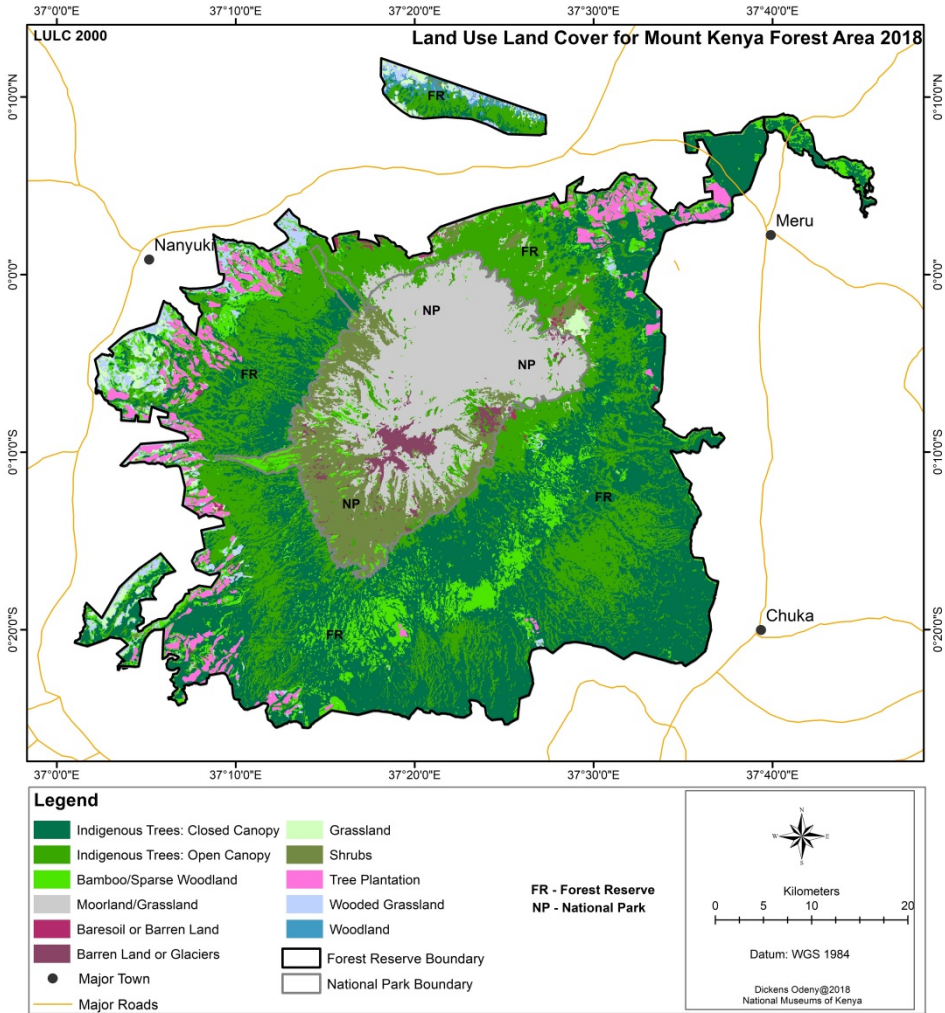 LULC 2000
Land Use Land Cover for Mount Kenya Forest Area 2018
37°0'0"E
37°10'0"E
37°20'0"E
37°30'0"E
37°40'0"E
0°10'0"N
0°10'0"N
FR
Meru
Nanyuki
FR
0°0'0"
0°0'0"
NP
NP
FR
0°10'0"S
0°10'0"S
NP
FR
Chuka
0°20'0"S
0°20'0"S
FR
37°0'0"E
37°10'0"E
37°20'0"E
37°30'0"E
37°40'0"E
Legend
Indigenous Trees: Closed Canopy
Indigenous Trees: Open Canopy
Bamboo/Sparse Woodland
Moorland/Grassland
Baresoil or Barren Land
Barren Land or Glaciers
Major Town
Major Roads
Grassland
Shrubs
Tree Plantation
Wooded Grassland
Woodland
Forest Reserve Boundary
National Park Boundary
FR - Forest Reserve
NP - National Park
N
W
E
S
Kilometers
0 5 10 20
Datum: WGS 1984
Dickens Odeny@2018
National Museums of Kenya